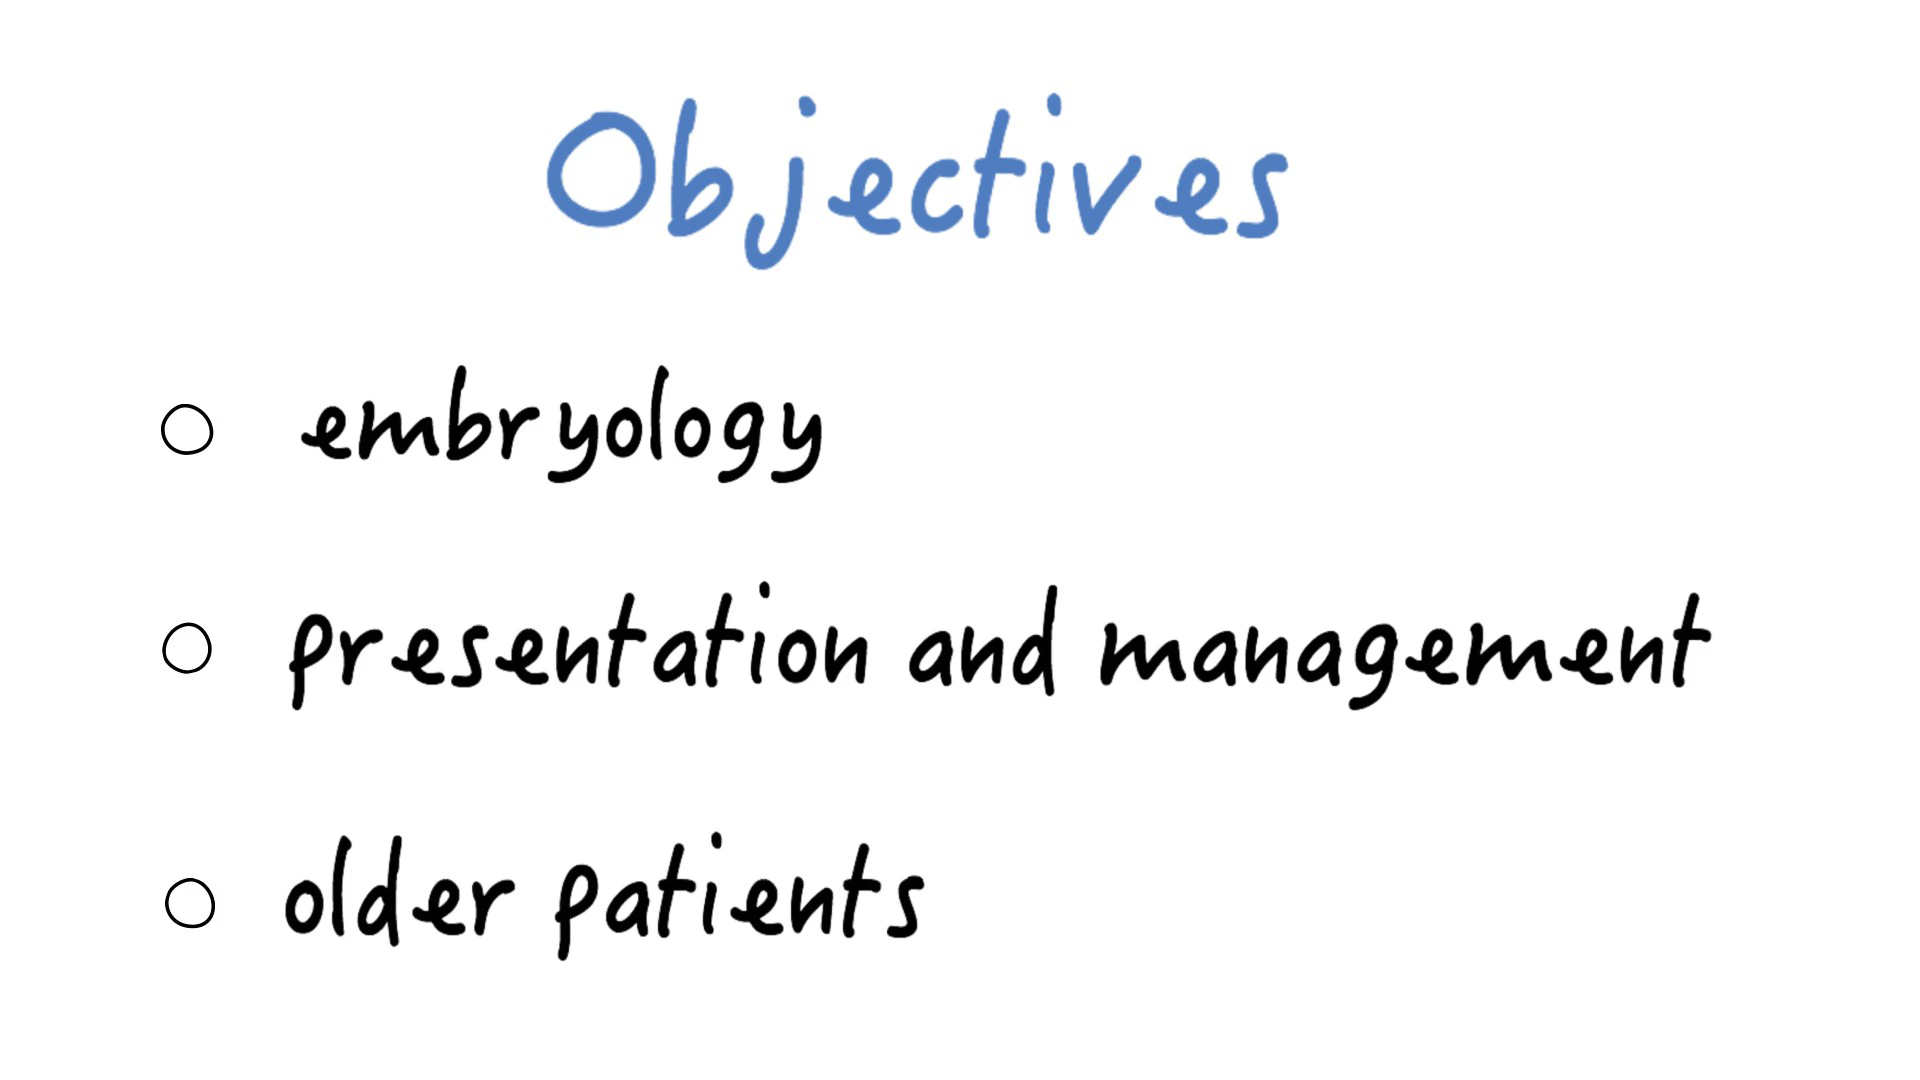 Objectives
embryology
presentation and management
older patients